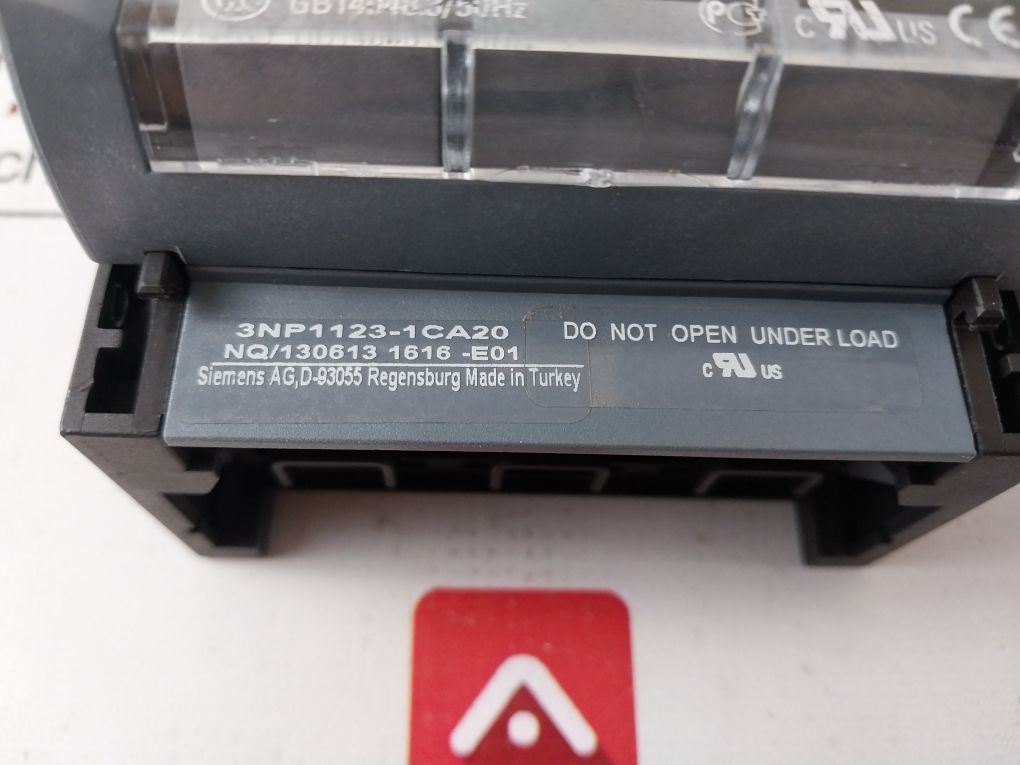 3NP1123-1CA20
NQ/130613 1616 -E01
Siemens AG,D-93055 Regensburg Made in Turkey
DO NOT OPEN UNDER LOAD
c US
c US
CE